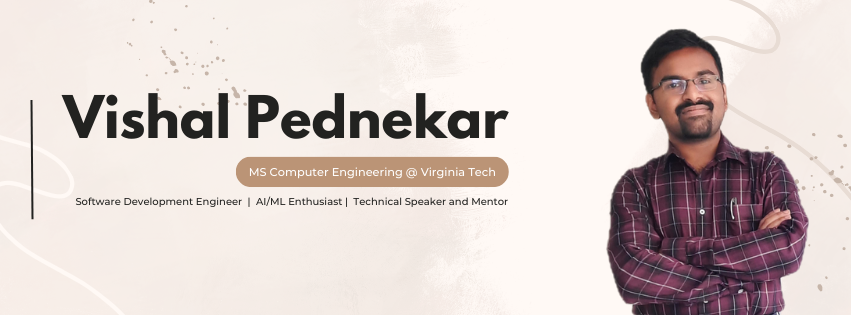 Vishal Pednekar
MS Computer Engineering @ Virginia Tech
Software Development Engineer | AI/ML Enthusiast | Technical Speaker and Mentor